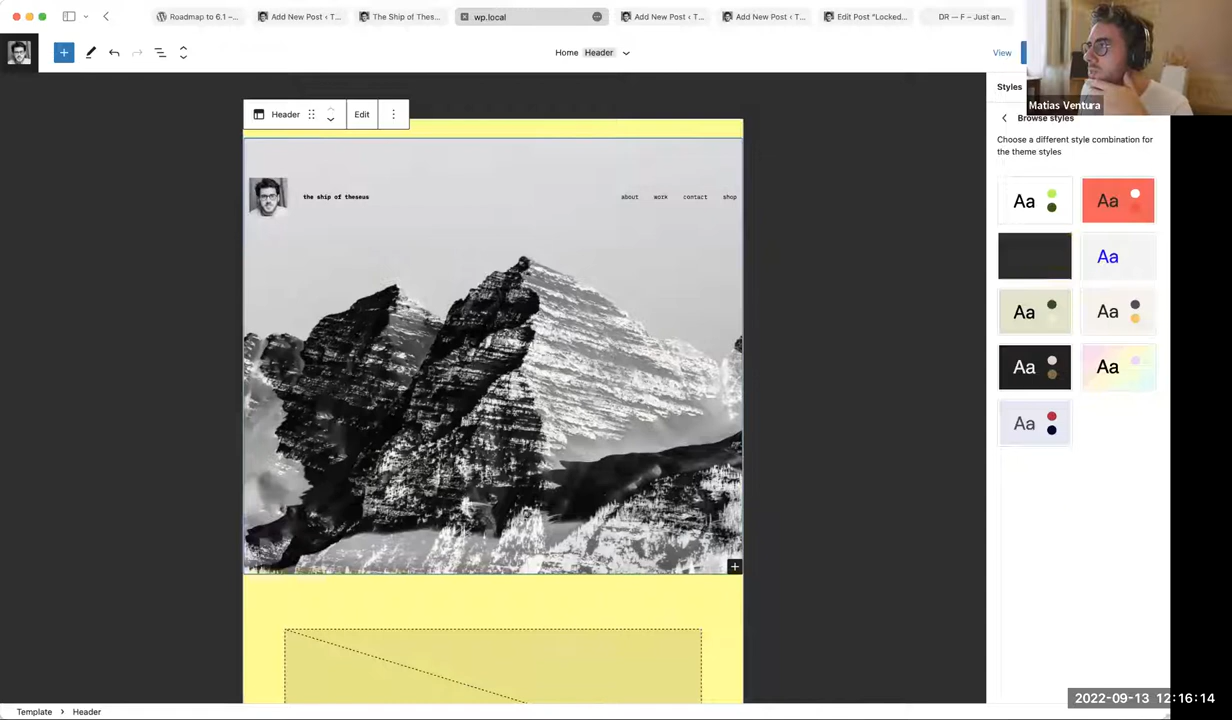 Roadmap to 6.1 –...
Add New Post ‹ T...
The Ship of Thes...
wp.local
Add New Post ‹ T...
Add New Post ‹ T...
Edit Post "Locked...
DR — F – Just an...
Home Header
View
Styles
Matias Ventura
Browse styles
Choose a different style combination for
the theme styles
Header
Edit
the ship of theseus
about work contact shop
Aa
Aa
Aa
Aa
Aa
Aa
Aa
Aa
Template > Header
2022-09-13 12:16:14